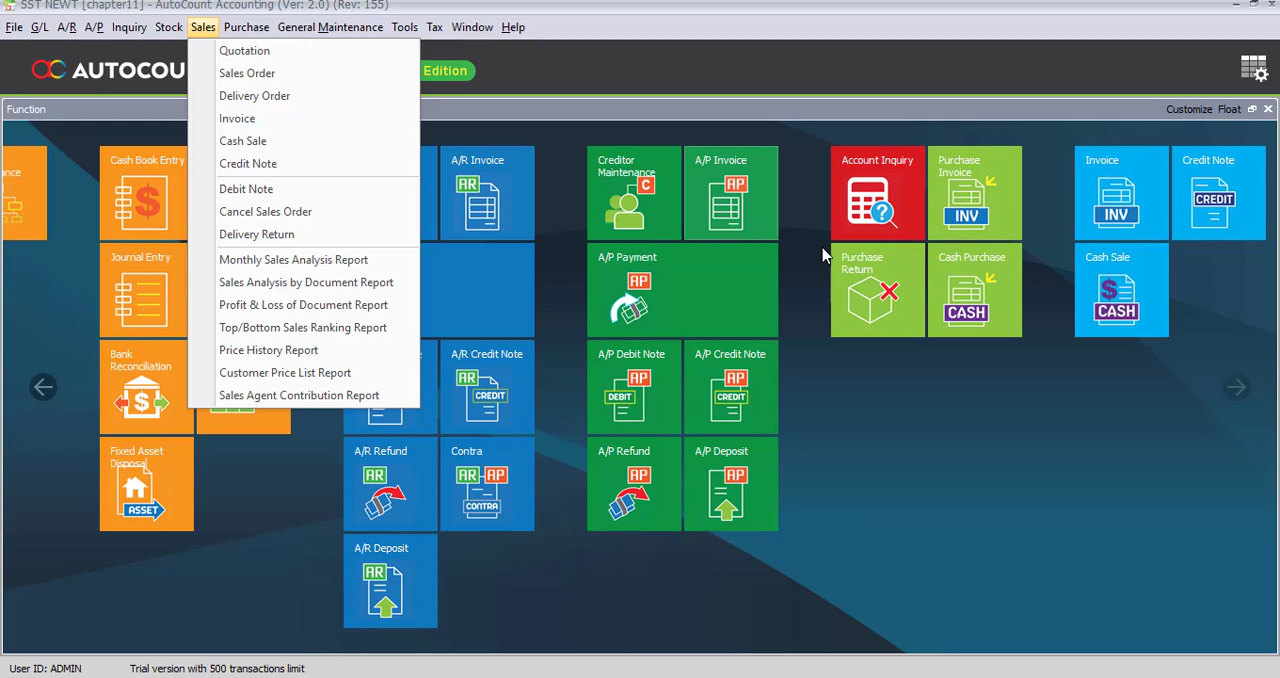 SST NEWT [chapter11] - AutoCount Accounting (Ver: 2.0) (Rev: 155)
File G/L A/R A/P Inquiry Stock Sales Purchase General Maintenance Tools Tax Window Help
AUTOCOU
Edition
Function
Customize Float
Quotation
Sales Order
Delivery Order
Invoice
Cash Sale
Credit Note
Debit Note
Cancel Sales Order
Delivery Return
Monthly Sales Analysis Report
Sales Analysis by Document Report
Profit & Loss of Document Report
Top/Bottom Sales Ranking Report
Price History Report
Customer Price List Report
Sales Agent Contribution Report
Cash Book Entry
Journal Entry
Bank
Reconciliation
Fixed Asset
Disposal
ASSET
A/R Invoice
AR
A/R Credit Note
AR
CREDIT
A/R Refund
AR
Contra
AR AP
CONTRA
A/R Deposit
AR
Creditor
Maintenance
C
A/P Invoice
AP
A/P Payment
AP
A/P Debit Note
AP
DEBIT
A/P Credit Note
AP
CREDIT
A/P Refund
AP
A/P Deposit
AP
Account Inquiry
Purchase
Invoice
INV
Purchase
Return
Cash Purchase
CASH
Invoice
INV
Credit Note
CREDIT
Cash Sale
CASH
User ID: ADMIN
Trial version with 500 transactions limit